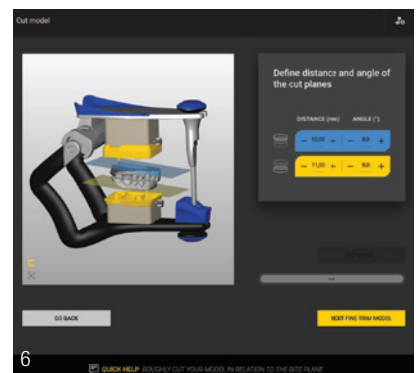 Cut model
Define distance and angle of
the cut planes
DISTANCE (mm) ANGLE (°)
− 10,00 + − 8,0 +
− 11,00 + − 8,0 +
GO BACK
NEXT FINE TRIM MODEL
6
QUICK HELP ROUGHLY CUT YOUR MODEL IN RELATION TO THE BITE PLANE